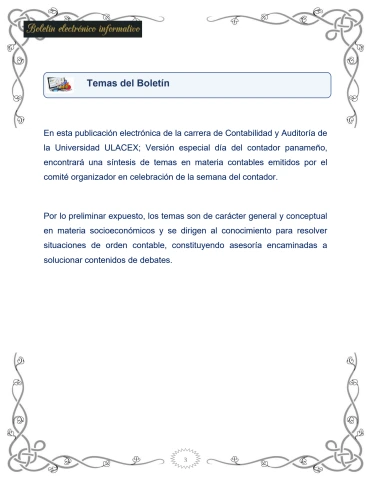 Boletín electrónico informativo
Temas del Boletín
En esta publicación electrónica de la carrera de Contabilidad y Auditoría de
la Universidad ULACEX; Versión especial día del contador panameño,
encontrará una síntesis de temas en materia contables emitidos por el
comité organizador en celebración de la semana del contador.
Por lo preliminar expuesto, los temas son de carácter general y conceptual
en materia socioeconómicos y se dirigen al conocimiento para resolver
situaciones de orden contable, constituyendo asesoría encaminadas a
solucionar contenidos de debates.
3